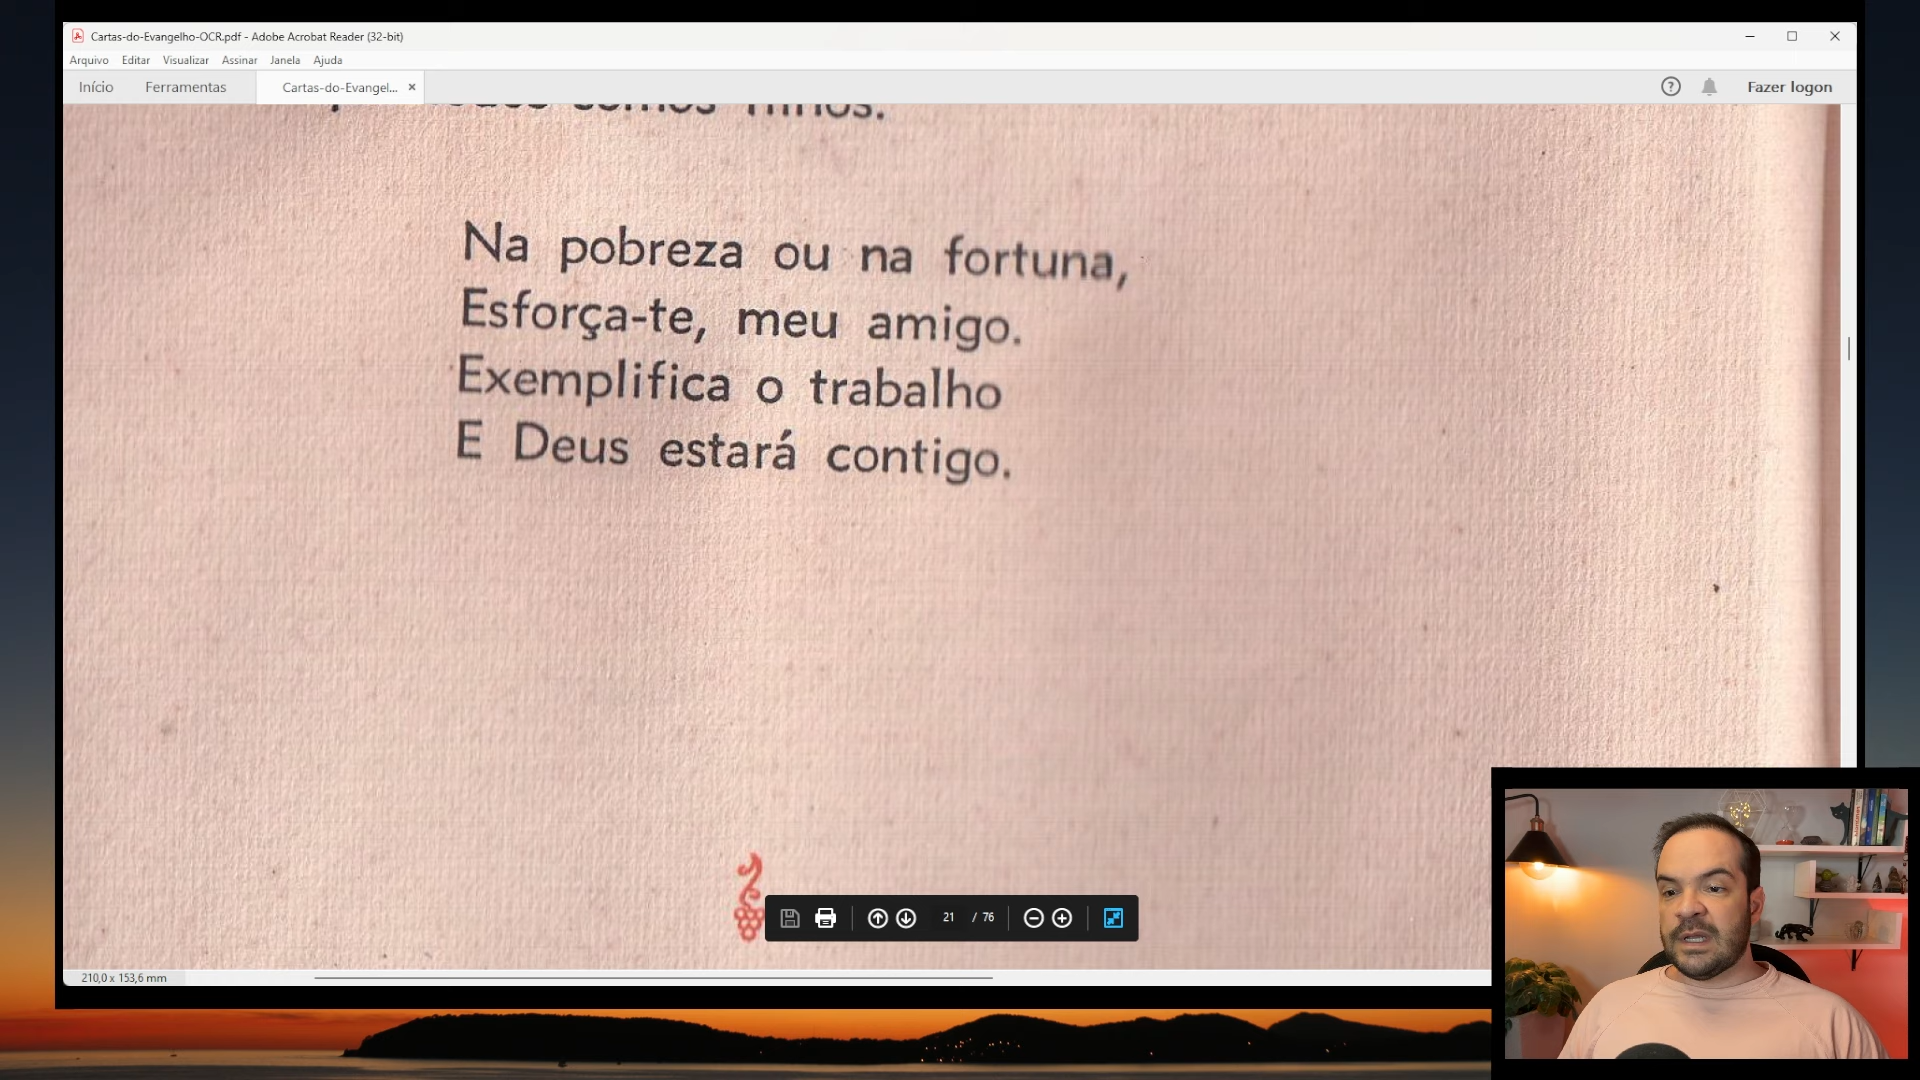 Cartas-do-Evangelho-OCR.pdf - Adobe Acrobat Reader (32-bit)
Arquivo Editar Visualizar Assinar Janela Ajuda
Início Ferramentas Cartas-do-Evangel... Fazer logon
somos filhos.
Na pobreza ou na fortuna,
Esforça-te, meu amigo.
Exemplifica o trabalho
E Deus estará contigo.
21 / 76
210,0 x 153,6 mm